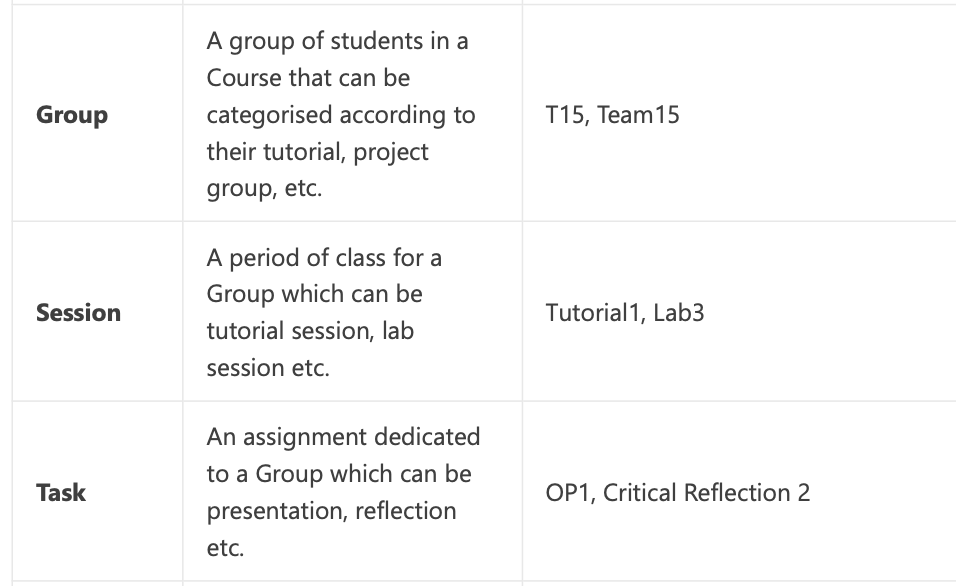 Group
A group of students in a
Course that can be
categorised according to
their tutorial, project
group, etc.
T15, Team15
Session
A period of class for a
Group which can be
tutorial session, lab
session etc.
Tutorial1, Lab3
Task
An assignment dedicated
to a Group which can be
presentation, reflection
etc.
OP1, Critical Reflection 2